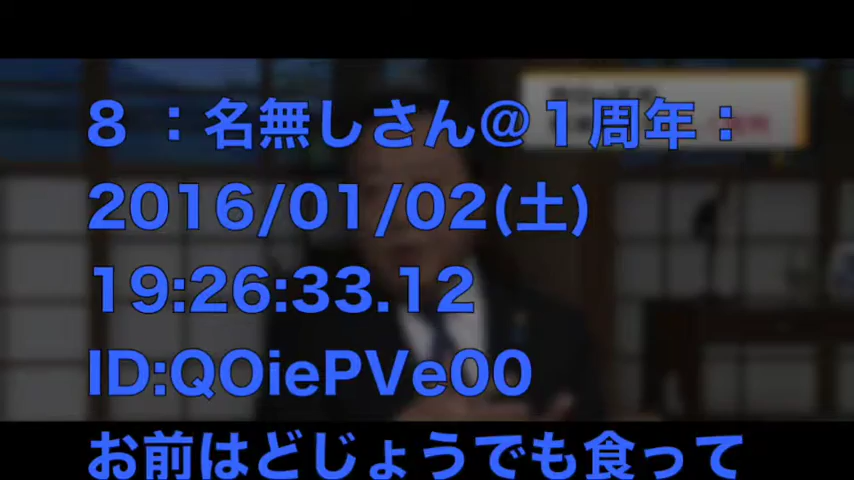 8 ：名無しさん＠１周年：
2016/01/02(土)
19:26:33.12
ID:QOiePVe00
お前はどじょうでも食って